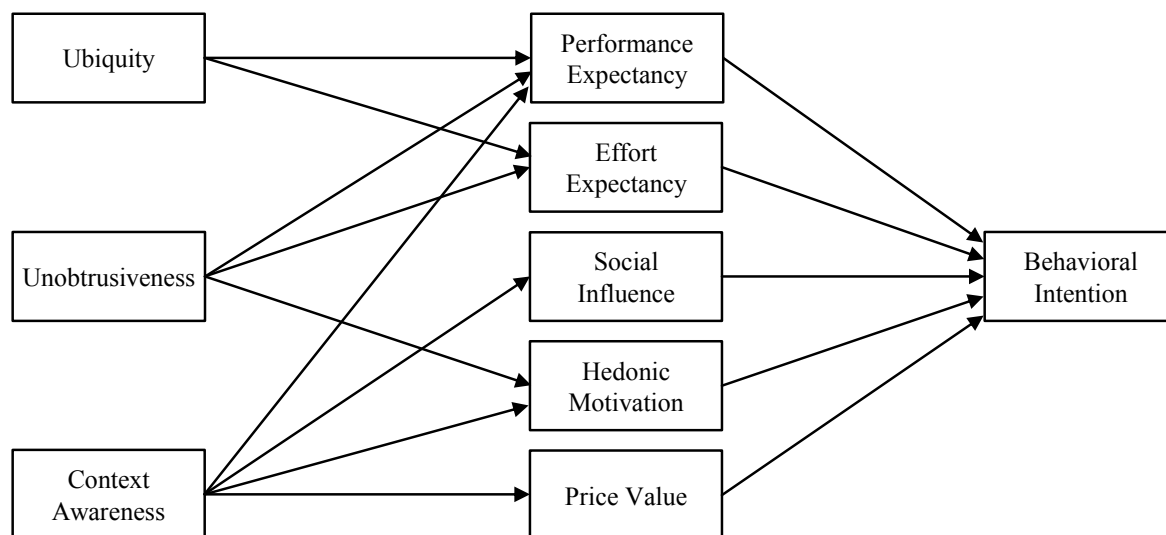 Ubiquity
Unobtrusiveness
Context
Awareness
Performance
Expectancy
Effort
Expectancy
Social
Influence
Hedonic
Motivation
Price Value
Behavioral
Intention